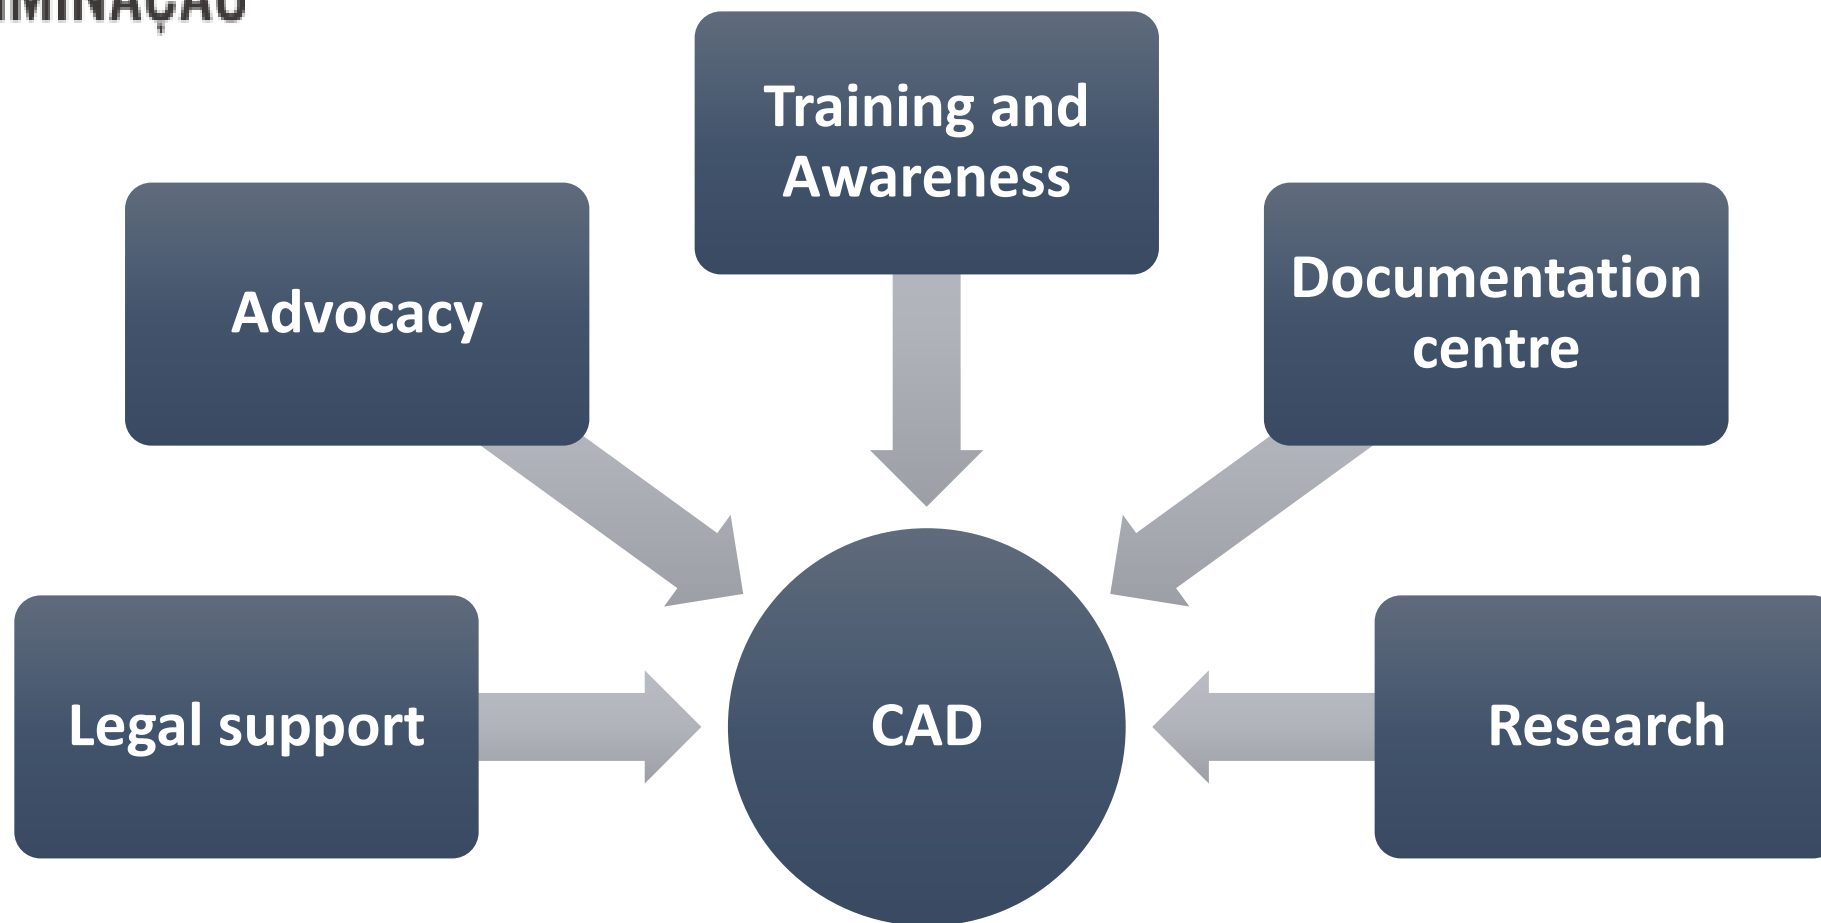 Training and
Awareness
Advocacy
Documentation
centre
Legal support
CAD
Research